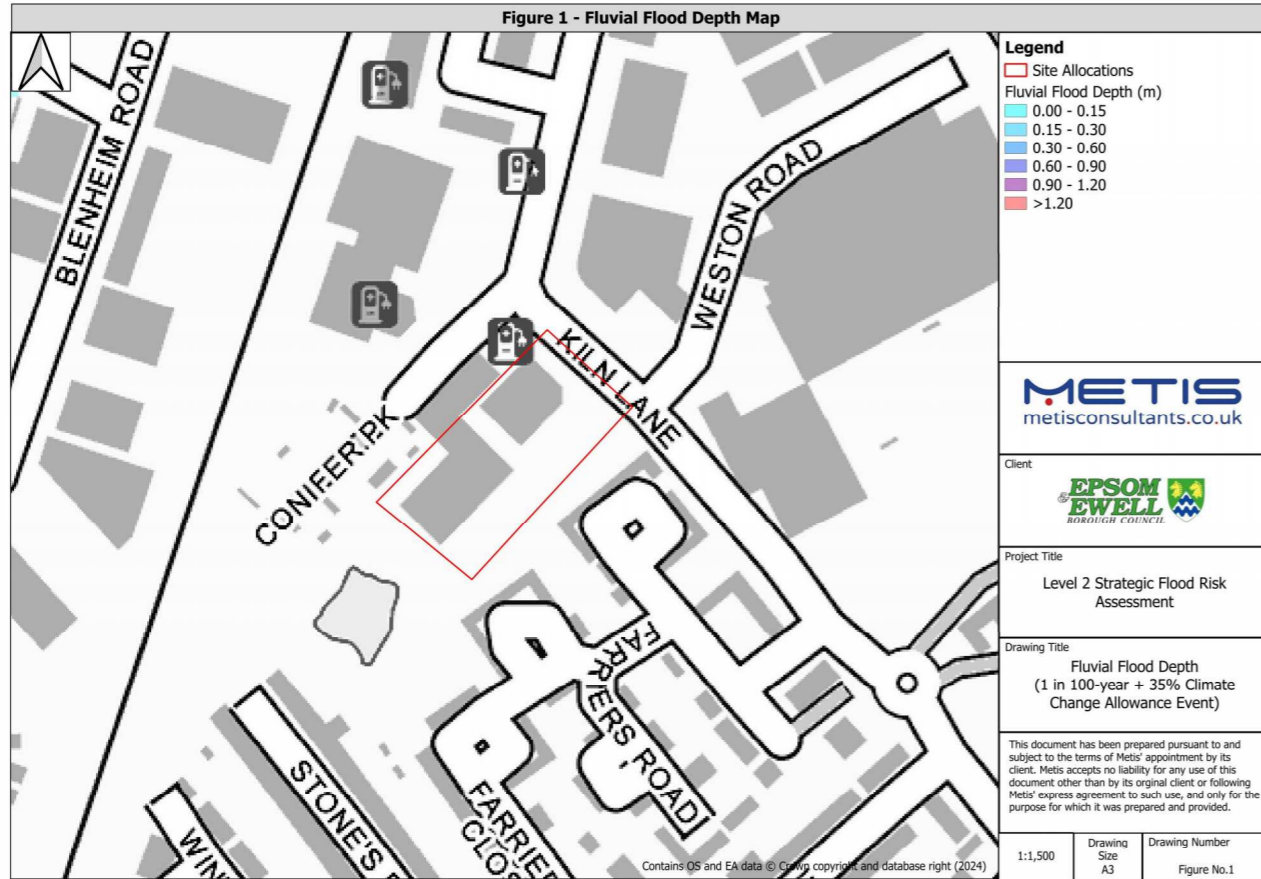 Figure 1 - Fluvial Flood Depth Map
BLENHEIM ROAD
WESTON ROAD
KILN LANE
CONIFER PK
FARRIERS ROAD
STONE'S
FARRIER
CLOS
WIN
Contains OS and EA data © Crown copyright and database right (2024)
Legend
Site Allocations
Fluvial Flood Depth (m)
0.00 - 0.15
0.15 - 0.30
0.30 - 0.60
0.60 - 0.90
0.90 - 1.20
>1.20
METIS
metisconsultants.co.uk
Client
EPSOM
& EWELL
BOROUGH COUNCIL
Project Title
Level 2 Strategic Flood Risk
Assessment
Drawing Title
Fluvial Flood Depth
(1 in 100-year + 35% Climate
Change Allowance Event)
This document has been prepared pursuant to and
subject to the terms of Metis' appointment by its
client. Metis accepts no liability for any use of this
document other than by its orginal client or following
Metis' express agreement to such use, and only for the
purpose for which it was prepared and provided.
1:1,500
Drawing
Size
A3
Drawing Number
Figure No.1